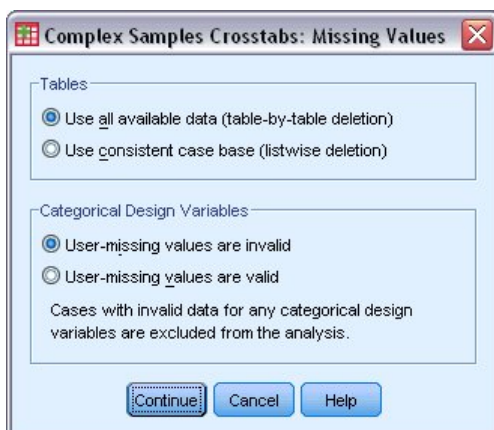 Complex Samples Crosstabs: Missing Values
Tables
Use all available data (table-by-table deletion)
Use consistent case base (listwise deletion)
Categorical Design Variables
User-missing values are invalid
User-missing values are valid
Cases with invalid data for any categorical design
variables are excluded from the analysis.
Continue Cancel Help